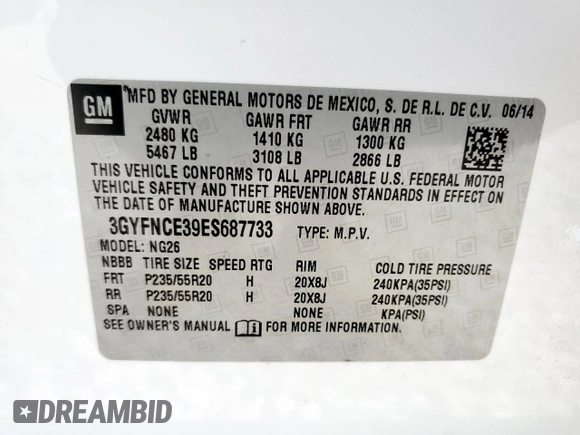 GM
MFD BY GENERAL MOTORS DE MEXICO, S. DE R.L. DE C.V. 06/14
GVWR GAWR FRT GAWR RR
2480 KG 1410 KG 1300 KG
5467 LB 3108 LB 2866 LB
THIS VEHICLE CONFORMS TO ALL APPLICABLE U.S. FEDERAL MOTOR
VEHICLE SAFETY AND THEFT PREVENTION STANDARDS IN EFFECT ON
THE DATE OF MANUFACTURE SHOWN ABOVE.
3GYFNCE39ES687733 TYPE: M.P.V.
MODEL: NG26
NBBB TIRE SIZE SPEED RTG RIM COLD TIRE PRESSURE
FRT P235/55R20 H 20X8J 240KPA(35PSI)
RR P235/55R20 H 20X8J 240KPA(35PSI)
SPA NONE NONE KPA(PSI)
SEE OWNER'S MANUAL FOR MORE INFORMATION.
DREAMBID